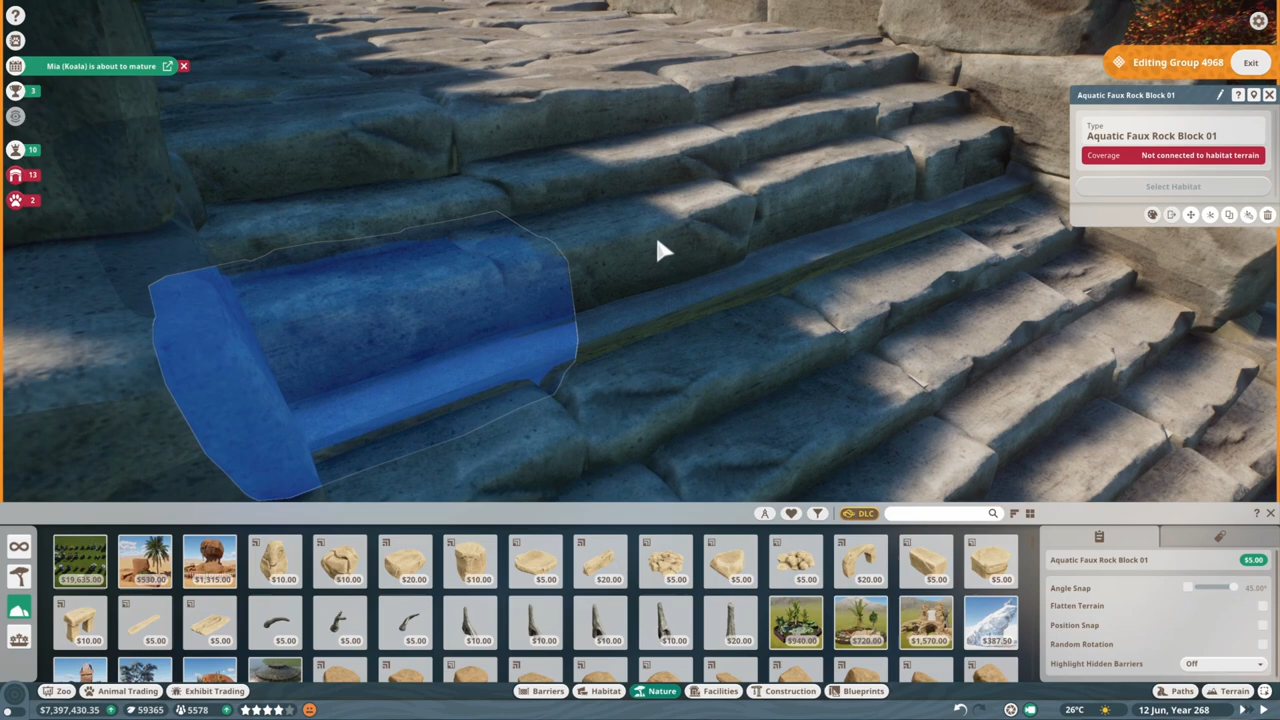 ?
Mia (Koala) is about to mature
3
10
13
2
Editing Group 4968
Exit
Aquatic Faux Rock Block 01
?
Type
Aquatic Faux Rock Block 01
Coverage
Not connected to habitat terrain
Select Habitat
DLC
?
$19,635.00
$530.00
$1,315.00
$10.00
$10.00
$20.00
$10.00
$5.00
$20.00
$5.00
$5.00
$5.00
$20.00
$5.00
$5.00
$10.00
$5.00
$5.00
$5.00
$5.00
$5.00
$10.00
$10.00
$10.00
$10.00
$20.00
$940.00
$720.00
$1,570.00
$387.50
Aquatic Faux Rock Block 01
$5.00
Angle Snap
45.00°
Flatten Terrain
Position Snap
Random Rotation
Highlight Hidden Barriers
Off
Zoo
Animal Trading
Exhibit Trading
Barriers
Habitat
Nature
Facilities
Construction
Blueprints
Paths
Terrain
$7,397,430.35
59365
5578
26°C
12 Jun, Year 268